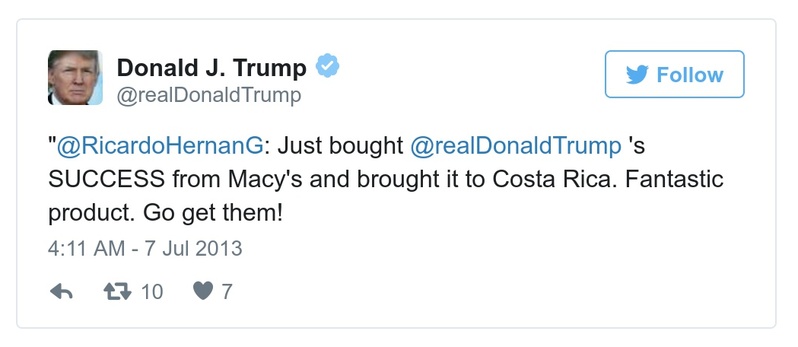 Donald J. Trump
@realDonaldTrump
Follow
"@RicardoHernanG: Just bought @realDonaldTrump 's
SUCCESS from Macy's and brought it to Costa Rica. Fantastic
product. Go get them!
4:11 AM - 7 Jul 2013
10 7